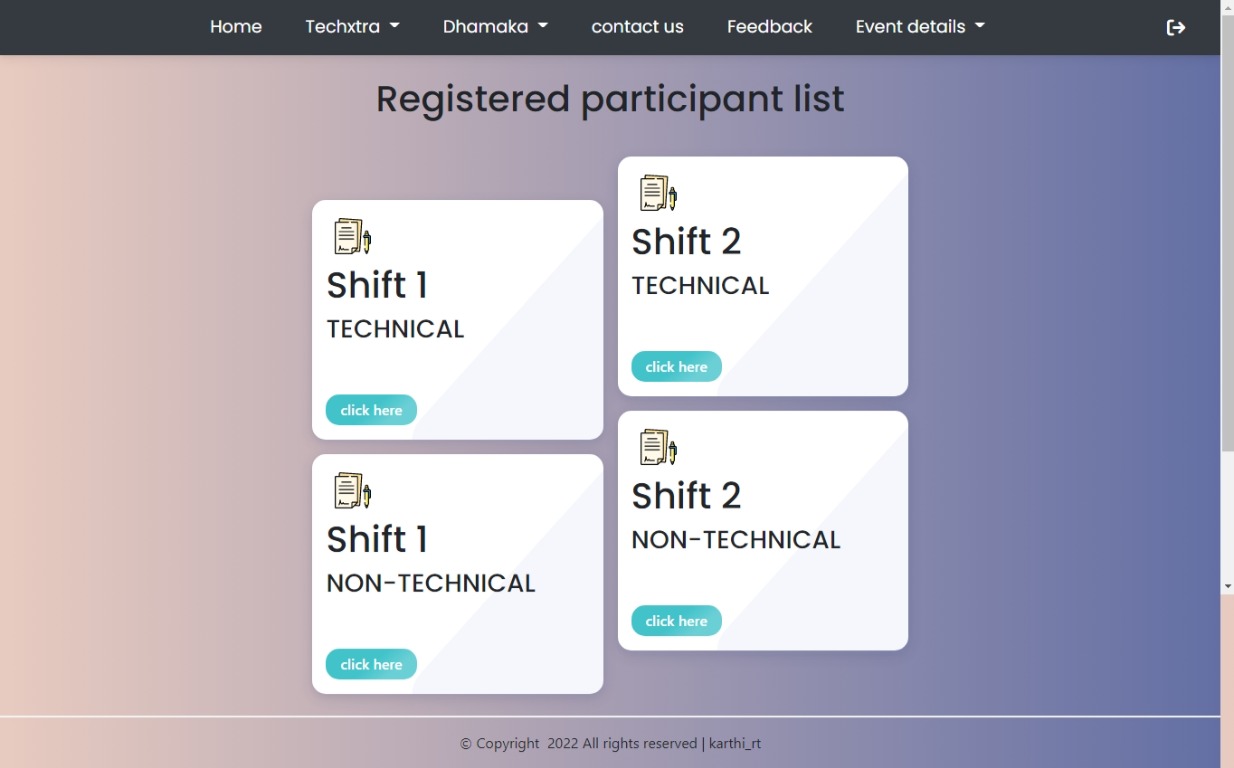 Home Techxtra Dhamaka contact us Feedback Event details
Registered participant list
Shift 1
TECHNICAL
click here
Shift 2
TECHNICAL
click here
Shift 1
NON-TECHNICAL
click here
Shift 2
NON-TECHNICAL
click here
© Copyright 2022 All rights reserved | karthi_rt